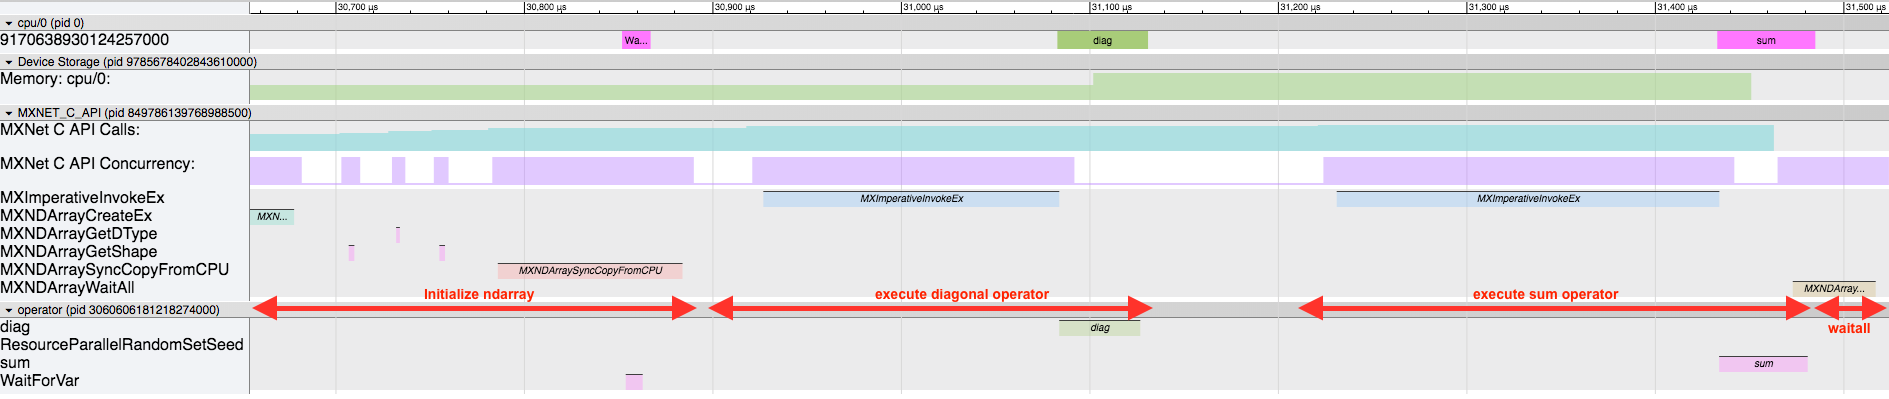 30,700 µs 30,800 µs 30,900 µs 31,000 µs 31,100 µs 31,200 µs 31,300 µs 31,400 µs 31,500 µs
cpu/0 (pid 0)
9170638930124257000 Wa... diag sum
Device Storage (pid 9785678402843610000)
Memory: cpu/0:
MXNET_C_API (pid 849786139768988500)
MXNet C API Calls:
MXNet C API Concurrency:
MXImperativeInvokeEx MXImperativeInvokeEx MXImperativeInvokeEx
MXNDArrayCreateEx MXN...
MXNDArrayGetDType
MXNDArrayGetShape
MXNDArraySyncCopyFromCPU MXNDArraySyncCopyFromCPU
MXNDArrayWaitAll MXNDArray...
Initialize ndarray execute diagonal operator execute sum operator
operator (pid 3060606181218274000)
diag diag waitall
ResourceParallelRandomSetSeed
sum sum
WaitForVar